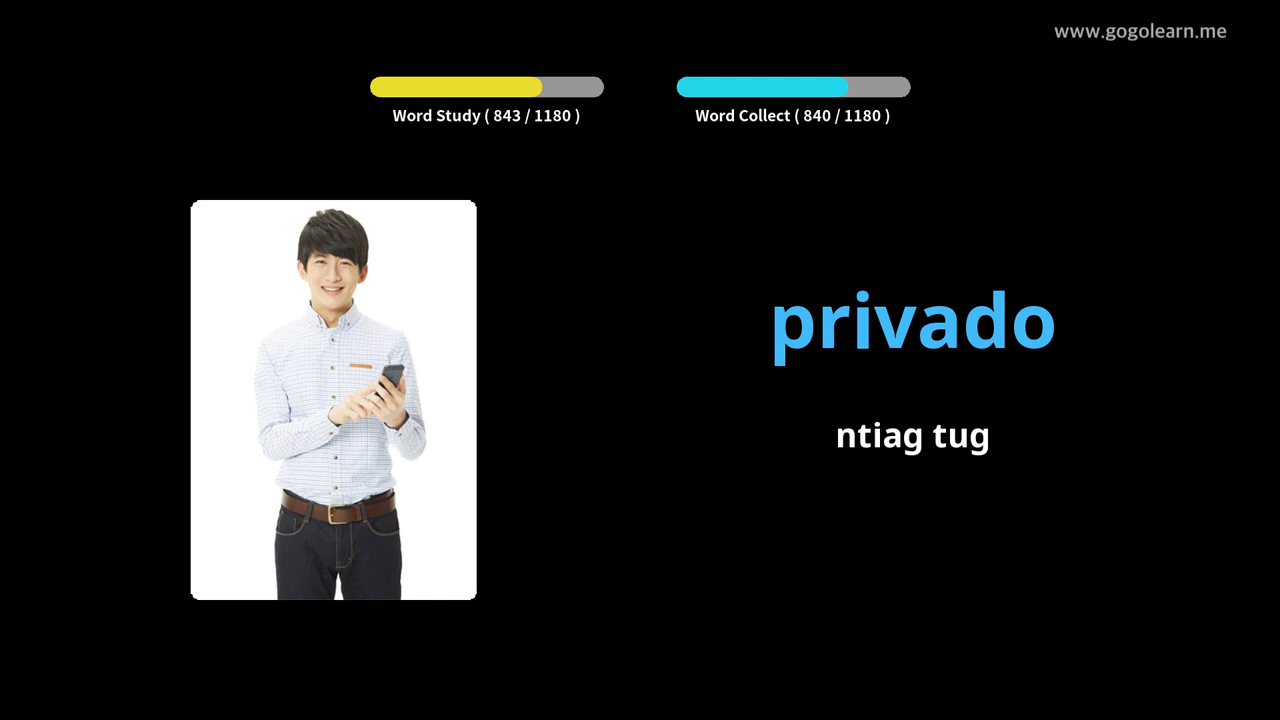 www.gogolearn.me
Word Study ( 843 / 1180 )
Word Collect ( 840 / 1180 )
privado
ntiag tug